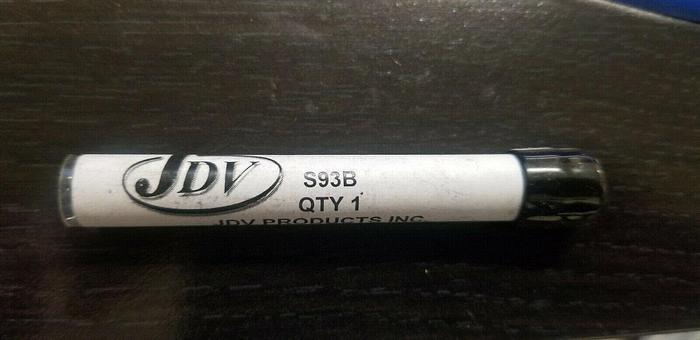 JDV
S93B
QTY 1
JDV PRODUCTS INC